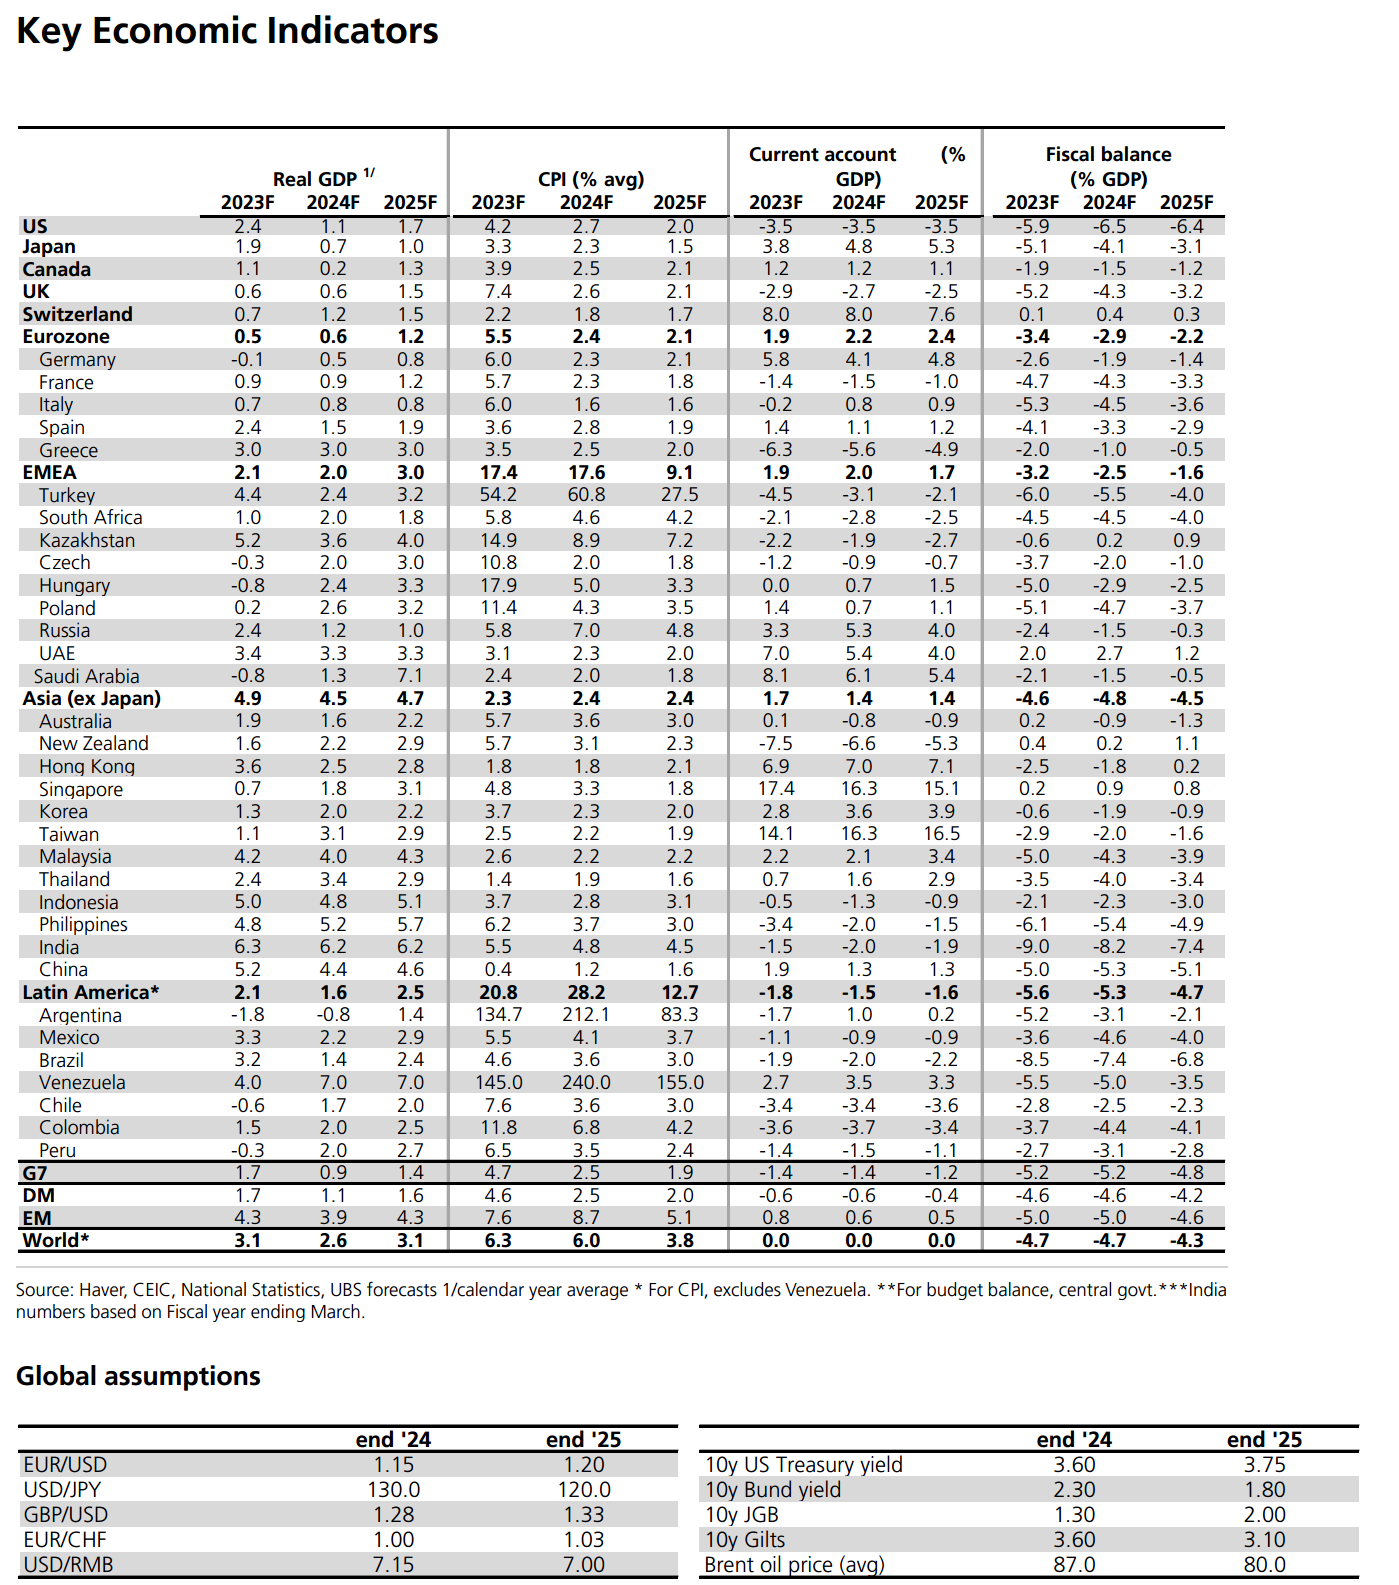 Key Economic Indicators
Current account (% Fiscal balance
Real GDP 1/ CPI (% avg) GDP) (% GDP)
2023F 2024F 2025F 2023F 2024F 2025F 2023F 2024F 2025F 2023F 2024F 2025F
US 2.4 1.1 1.7 4.2 2.7 2.0 -3.5 -3.5 -3.5 -5.9 -6.5 -6.4
Japan 1.9 0.7 1.0 3.3 2.3 1.5 3.8 4.8 5.3 -5.1 -4.1 -3.1
Canada 1.1 0.2 1.3 3.9 2.5 2.1 1.2 1.2 1.1 -1.9 -1.5 -1.2
UK 0.6 0.6 1.5 7.4 2.6 2.1 -2.9 -2.7 -2.5 -5.2 -4.3 -3.2
Switzerland 0.7 1.2 1.5 2.2 1.8 1.7 8.0 8.0 7.6 0.1 0.4 0.3
Eurozone 0.5 0.6 1.2 5.5 2.4 2.1 1.9 2.2 2.4 -3.4 -2.9 -2.2
Germany -0.1 0.5 0.8 6.0 2.3 2.1 5.8 4.1 4.8 -2.6 -1.9 -1.4
France 0.9 0.9 1.2 5.7 2.3 1.8 -1.4 -1.5 -1.0 -4.7 -4.3 -3.3
Italy 0.7 0.8 0.8 6.0 1.6 1.6 -0.2 0.8 0.9 -5.3 -4.5 -3.6
Spain 2.4 1.5 1.9 3.6 2.8 1.9 1.4 1.1 1.2 -4.1 -3.3 -2.9
Greece 3.0 3.0 3.0 3.5 2.5 2.0 -6.3 -5.6 -4.9 -2.0 -1.0 -0.5
EMEA 2.1 2.0 3.0 17.4 17.6 9.1 1.9 2.0 1.7 -3.2 -2.5 -1.6
Turkey 4.4 2.4 3.2 54.2 60.8 27.5 -4.5 -3.1 -2.1 -6.0 -5.5 -4.0
South Africa 1.0 2.0 1.8 5.8 4.6 4.2 -2.1 -2.8 -2.5 -4.5 -4.5 -4.0
Kazakhstan 5.2 3.6 4.0 14.9 8.9 7.2 -2.2 -1.9 -2.7 -0.6 0.2 0.9
Czech -0.3 2.0 3.0 10.8 2.0 1.8 -1.2 -0.9 -0.7 -3.7 -2.0 -1.0
Hungary -0.8 2.4 3.3 17.9 5.0 3.3 0.0 0.7 1.5 -5.0 -2.9 -2.5
Poland 0.2 2.6 3.2 11.4 4.3 3.5 1.4 0.7 1.1 -5.1 -4.7 -3.7
Russia 2.4 1.2 1.0 5.8 7.0 4.8 3.3 5.3 4.0 -2.4 -1.5 -0.3
UAE 3.4 3.3 3.3 3.1 2.3 2.0 7.0 5.4 4.0 2.0 2.7 1.2
Saudi Arabia -0.8 1.3 7.1 2.4 2.0 1.8 8.1 6.1 5.4 -2.1 -1.5 -0.5
Asia (ex Japan) 4.9 4.5 4.7 2.3 2.4 2.4 1.7 1.4 1.4 -4.6 -4.8 -4.5
Australia 1.9 1.6 2.2 5.7 3.6 3.0 0.1 -0.8 -0.9 0.2 -0.9 -1.3
New Zealand 1.6 2.2 2.9 5.7 3.1 2.3 -7.5 -6.6 -5.3 0.4 0.2 1.1
Hong Kong 3.6 2.5 2.8 1.8 1.8 2.1 6.9 7.0 7.1 -2.5 -1.8 0.2
Singapore 0.7 1.8 3.1 4.8 3.3 1.8 17.4 16.3 15.1 0.2 0.9 0.8
Korea 1.3 2.0 2.2 3.7 2.3 2.0 2.8 3.6 3.9 -0.6 -1.9 -0.9
Taiwan 1.1 3.1 2.9 2.5 2.2 1.9 14.1 16.3 16.5 -2.9 -2.0 -1.6
Malaysia 4.2 4.0 4.3 2.6 2.2 2.2 2.2 2.1 3.4 -5.0 -4.3 -3.9
Thailand 2.4 3.4 2.9 1.4 1.9 1.6 0.7 1.6 2.9 -3.5 -4.0 -3.4
Indonesia 5.0 4.8 5.1 3.7 2.8 3.1 -0.5 -1.3 -0.9 -2.1 -2.3 -3.0
Philippines 4.8 5.2 5.7 6.2 3.7 3.0 -3.4 -2.0 -1.5 -6.1 -5.4 -4.9
India 6.3 6.2 6.2 5.5 4.8 4.5 -1.5 -2.0 -1.9 -9.0 -8.2 -7.4
China 5.2 4.4 4.6 0.4 1.2 1.6 1.9 1.3 1.3 -5.0 -5.3 -5.1
Latin America* 2.1 1.6 2.5 20.8 28.2 12.7 -1.8 -1.5 -1.6 -5.6 -5.3 -4.7
Argentina -1.8 -0.8 1.4 134.7 212.1 83.3 -1.7 1.0 0.2 -5.2 -3.1 -2.1
Mexico 3.3 2.2 2.9 5.5 4.1 3.7 -1.1 -0.9 -0.9 -3.6 -4.6 -4.0
Brazil 3.2 1.4 2.4 4.6 3.6 3.0 -1.9 -2.0 -2.2 -8.5 -7.4 -6.8
Venezuela 4.0 7.0 7.0 145.0 240.0 155.0 2.7 3.5 3.3 -5.5 -5.0 -3.5
Chile -0.6 1.7 2.0 7.6 3.6 3.0 -3.4 -3.4 -3.6 -2.8 -2.5 -2.3
Colombia 1.5 2.0 2.5 11.8 6.8 4.2 -3.6 -3.7 -3.4 -3.7 -4.4 -4.1
Peru -0.3 2.0 2.7 6.5 3.5 2.4 -1.4 -1.5 -1.1 -2.7 -3.1 -2.8
G7 1.7 0.9 1.4 4.7 2.5 1.9 -1.4 -1.4 -1.2 -5.2 -5.2 -4.8
DM 1.7 1.1 1.6 4.6 2.5 2.0 -0.6 -0.6 -0.4 -4.6 -4.6 -4.2
EM 4.3 3.9 4.3 7.6 8.7 5.1 0.8 0.6 0.5 -5.0 -5.0 -4.6
World* 3.1 2.6 3.1 6.3 6.0 3.8 0.0 0.0 0.0 -4.7 -4.7 -4.3
Source: Haver, CEIC, National Statistics, UBS forecasts 1/calendar year average * For CPI, excludes Venezuela. **For budget balance, central govt.***India
numbers based on Fiscal year ending March.
Global assumptions
end '24 end '25 end '24 end '25
EUR/USD 1.15 1.20 10y US Treasury yield 3.60 3.75
USD/JPY 130.0 120.0 10y Bund yield 2.30 1.80
GBP/USD 1.28 1.33 10y JGB 1.30 2.00
EUR/CHF 1.00 1.03 10y Gilts 3.60 3.10
USD/RMB 7.15 7.00 Brent oil price (avg) 87.0 80.0